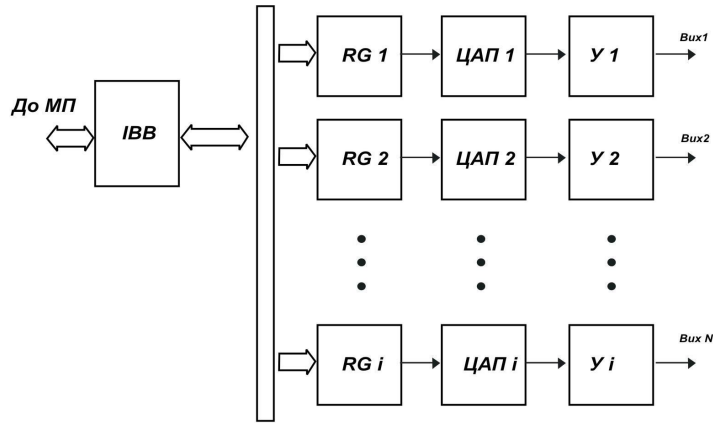 Вих1
RG 1
ЦАП 1
У 1
До МП
ІВВ
Вих2
RG 2
ЦАП 2
У 2
Вих N
RG i
ЦАП i
У i